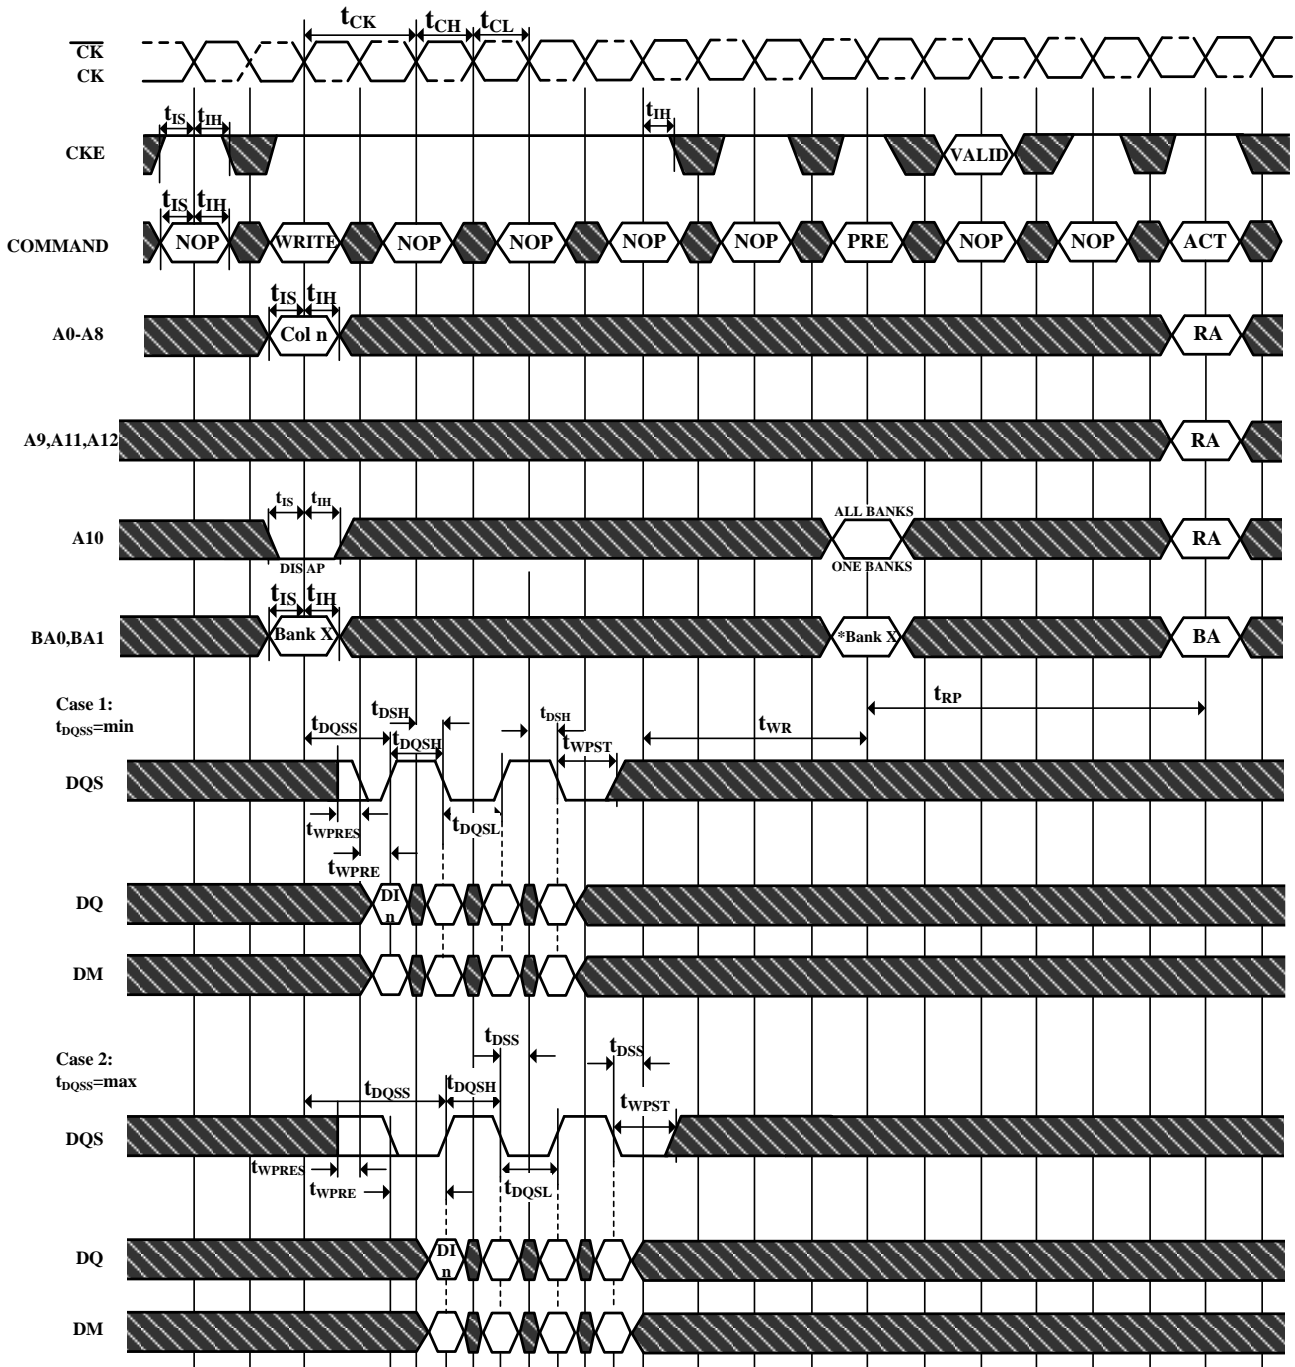 tCK tCH tCL
CK
CK
tIS tIH tIH
CKE VALID
tIS tIH
COMMAND NOP WRITE NOP NOP NOP NOP PRE NOP NOP ACT
tIS tIH
A0-A8 Col n RA
A9,A11,A12 RA
tIS tIH ALL BANKS
A10 RA
DIS AP ONE BANKS
tIS tIH
BA0,BA1 Bank X *Bank X BA
Case 1:
tDQSS=min
tDQSS tDSH tDSH tWR tRP
tDQSH tWPST
DQS
tWPRES tDQSL
tWPRE
DQ DI
n
DM
Case 2:
tDQSS=max
tDSS tDSS
tDQSS tDQSH tWPST
DQS
tWPRES tWPRE tDQSL
DQ DI
n
DM